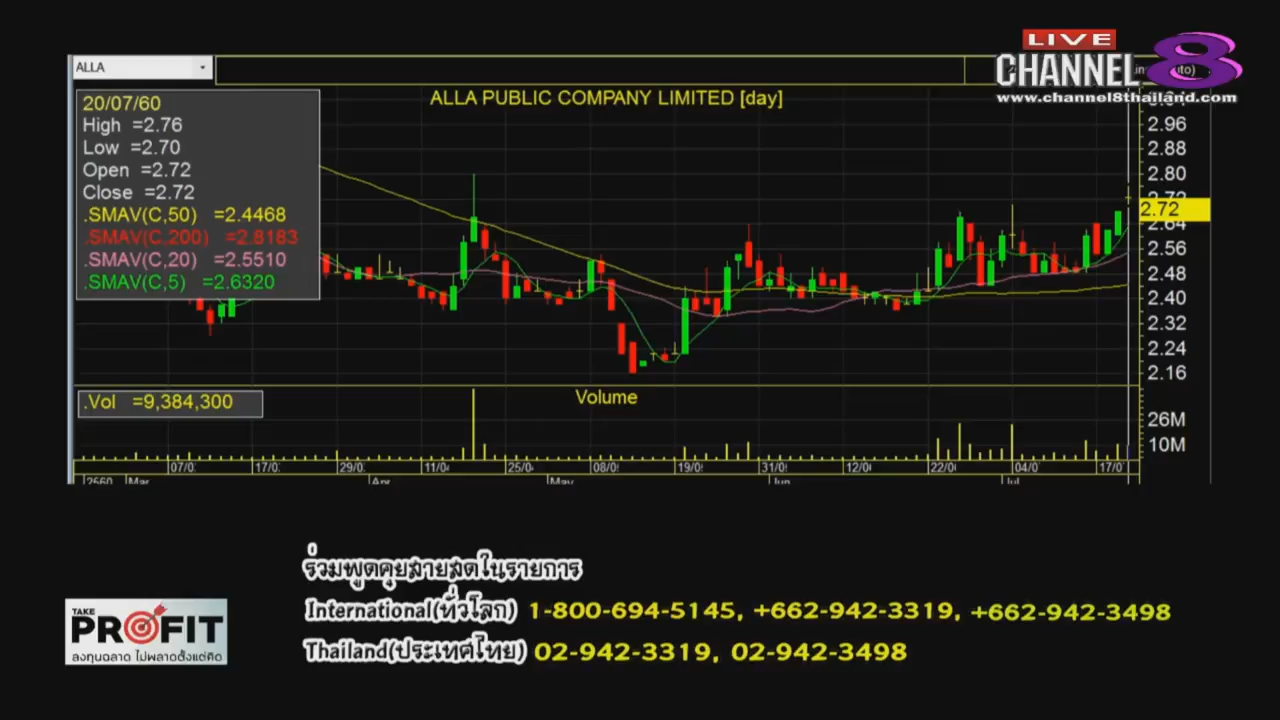 LIVE
CHANNEL 8
www.channel8thailand.com
ALLA
ALLA PUBLIC COMPANY LIMITED [day]
20/07/60
High =2.76
Low =2.70
Open =2.72
Close =2.72
.SMAV(C,50) =2.4468
.SMAV(C,200) =2.8183
.SMAV(C,20) =2.5510
.SMAV(C,5) =2.6320
2.96
2.88
2.80
2.72
2.64
2.56
2.48
2.40
2.32
2.24
2.16
.Vol =9,384,300
Volume
26M
10M
07/0 17/0 29/0 11/0 25/0 08/0 19/0 31/0 12/0 22/0 04/0 17/0
2560 Mar Apr May Jun Jul
ร่วมพูดคุยสายสดในรายการ
International(ทั่วโลก) 1-800-694-5145, +662-942-3319, +662-942-3498
Thailand(ประเทศไทย) 02-942-3319, 02-942-3498
TAKE
PROFIT
ลงทุนฉลาด ไม่พลาดตั้งแต่คิด